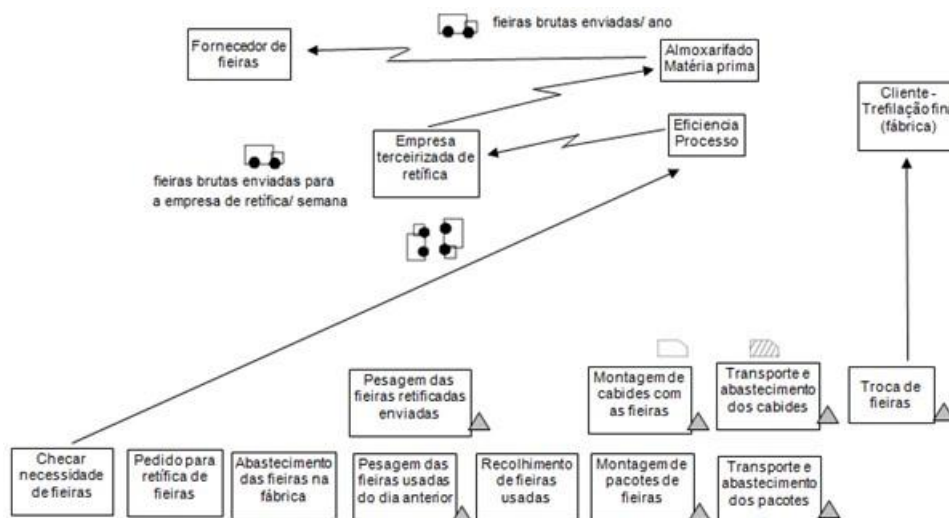 fieiras brutas enviadas/ ano
Fornecedor de
fieiras
Almoxarifado
Matéria prima
Cliente -
Trefilação fina
(fábrica)
Eficiencia
Processo
Empresa
terceirizada de
retífica
fieiras brutas enviadas para
a empresa de retífica/ semana
Pesagem das
fieiras retificadas
enviadas
Montagem de
cabides com
as fieiras
Transporte e
abastecimento
dos cabides
Troca de
fieiras
Checar
necessidade
de fieiras
Pedido para
retífica de
fieiras
Abastecimento
das fieiras na
fábrica
Pesagem das
fieiras usadas
do dia anterior
Recolhimento
de fieiras
usadas
Montagem de
pacotes de
fieiras
Transporte e
abastecimento
dos pacotes